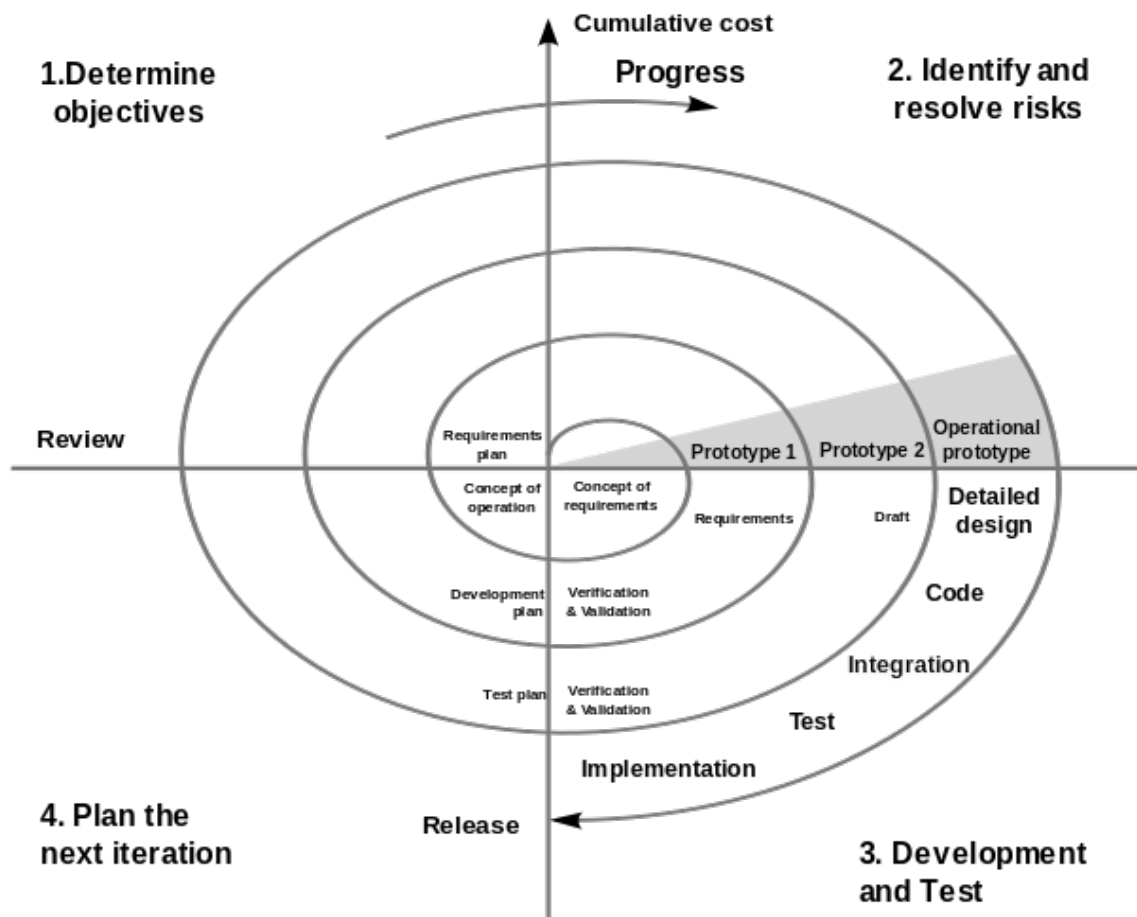 Cumulative cost
Progress
1.Determine
objectives
2. Identify and
resolve risks
Review
Requirements
plan
Prototype 1
Prototype 2
Operational
prototype
Concept of
operation
Concept of
requirements
Requirements
Draft
Detailed
design
Development
plan
Verification
& Validation
Code
Integration
Test plan
Verification
& Validation
Test
Implementation
Release
4. Plan the
next iteration
3. Development
and Test